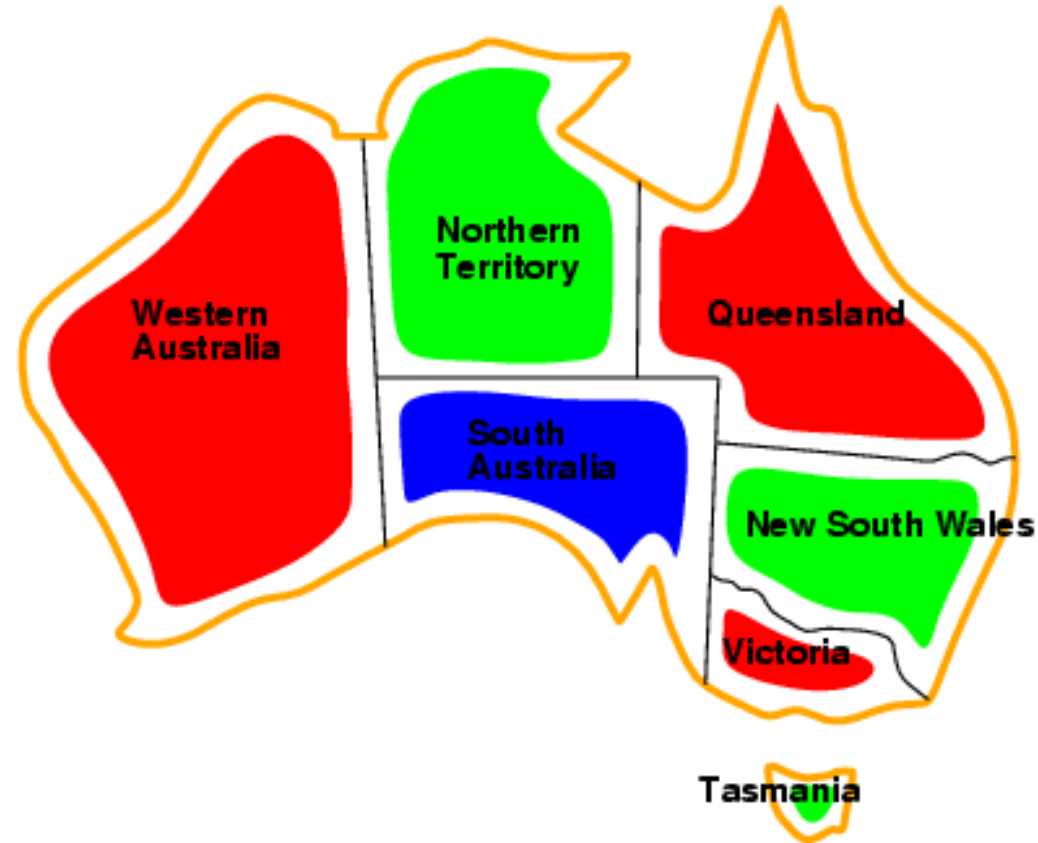 Northern
Territory
Western
Australia
Queensland
South
Australia
New South Wales
Victoria
Tasmania